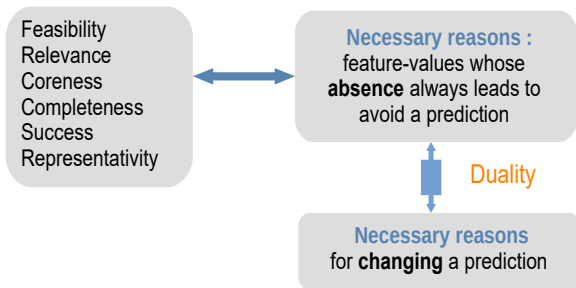 Feasibility
Relevance
Coreness
Completeness
Success
Representativity
Necessary reasons :
feature-values whose
absence always leads to
avoid a prediction
Duality
Necessary reasons
for changing a prediction